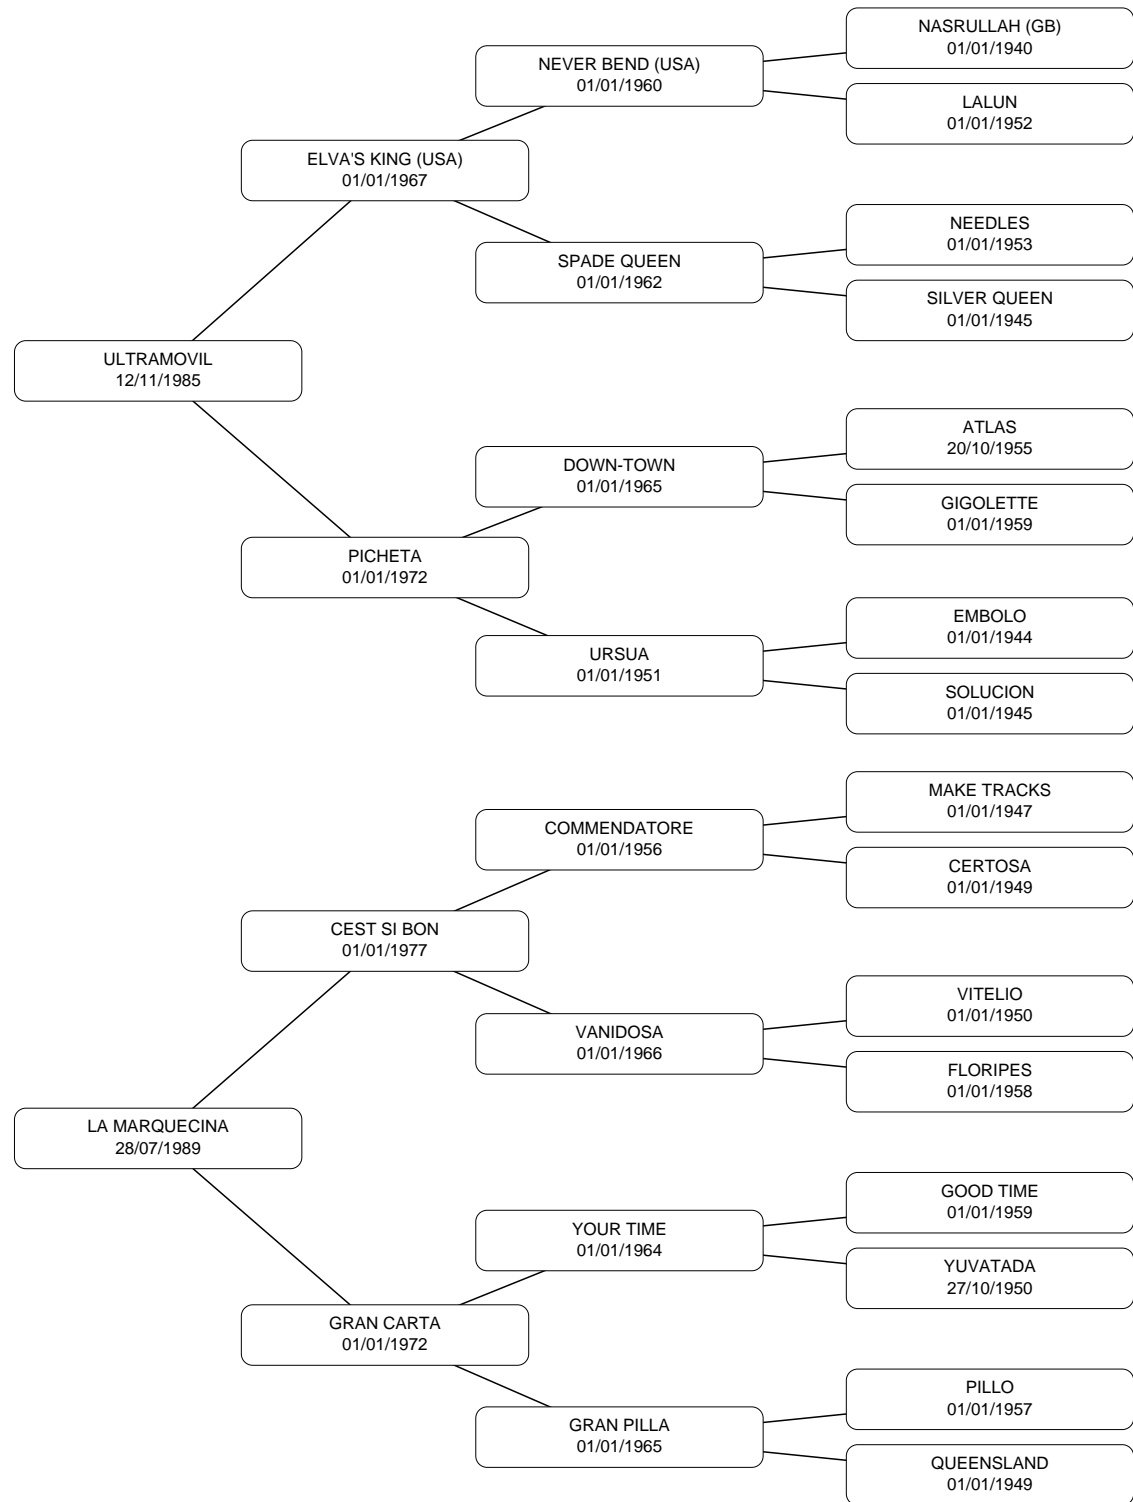 NASRULLAH (GB)
01/01/1940
NEVER BEND (USA)
01/01/1960
LALUN
01/01/1952
ELVA'S KING (USA)
01/01/1967
NEEDLES
01/01/1953
SPADE QUEEN
01/01/1962
SILVER QUEEN
01/01/1945
ULTRAMOVIL
12/11/1985
ATLAS
20/10/1955
DOWN-TOWN
01/01/1965
GIGOLETTE
01/01/1959
PICHETA
01/01/1972
EMBOLO
01/01/1944
URSUA
01/01/1951
SOLUCION
01/01/1945
MAKE TRACKS
01/01/1947
COMMENDATORE
01/01/1956
CERTOSA
01/01/1949
CEST SI BON
01/01/1977
VITELIO
01/01/1950
VANIDOSA
01/01/1966
FLORIPES
01/01/1958
LA MARQUECINA
28/07/1989
GOOD TIME
01/01/1959
YOUR TIME
01/01/1964
YUVATADA
27/10/1950
GRAN CARTA
01/01/1972
PILLO
01/01/1957
GRAN PILLA
01/01/1965
QUEENSLAND
01/01/1949